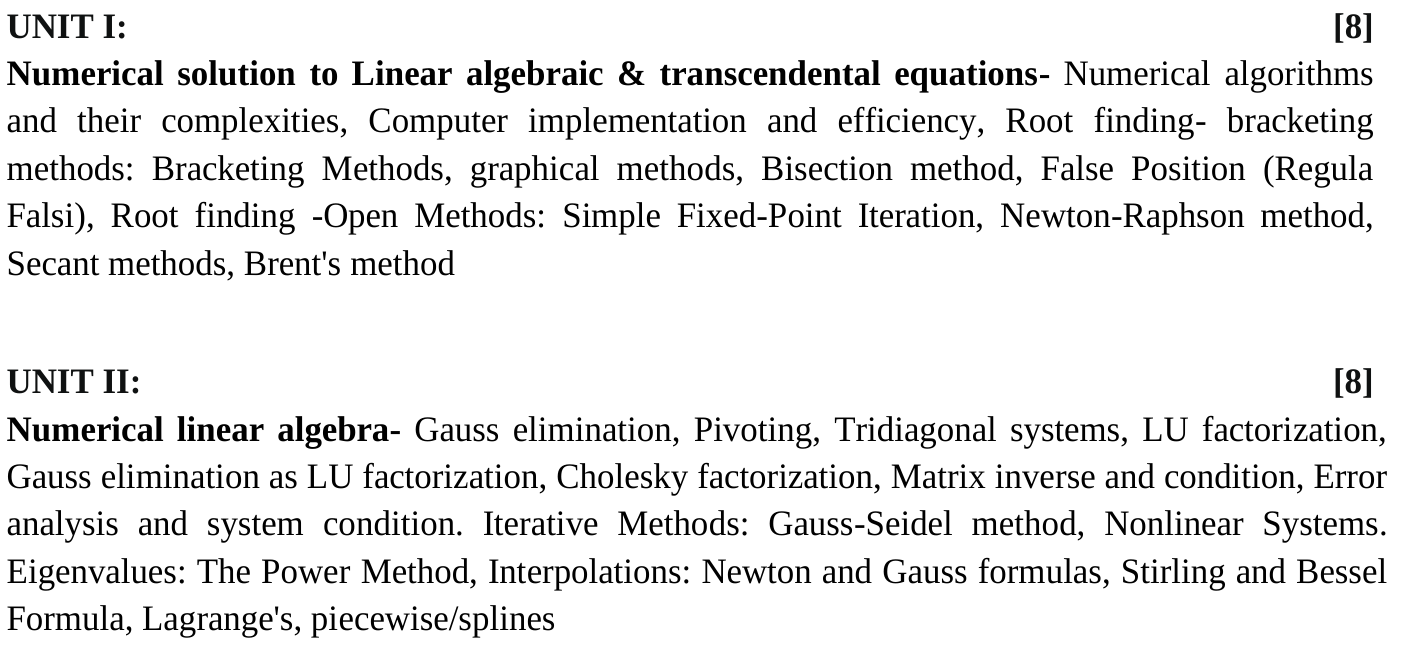 UNIT I: [8]
Numerical solution to Linear algebraic & transcendental equations- Numerical algorithms
and their complexities, Computer implementation and efficiency, Root finding- bracketing
methods: Bracketing Methods, graphical methods, Bisection method, False Position (Regula
Falsi), Root finding -Open Methods: Simple Fixed-Point Iteration, Newton-Raphson method,
Secant methods, Brent's method
UNIT II: [8]
Numerical linear algebra- Gauss elimination, Pivoting, Tridiagonal systems, LU factorization,
Gauss elimination as LU factorization, Cholesky factorization, Matrix inverse and condition, Error
analysis and system condition. Iterative Methods: Gauss-Seidel method, Nonlinear Systems.
Eigenvalues: The Power Method, Interpolations: Newton and Gauss formulas, Stirling and Bessel
Formula, Lagrange's, piecewise/splines